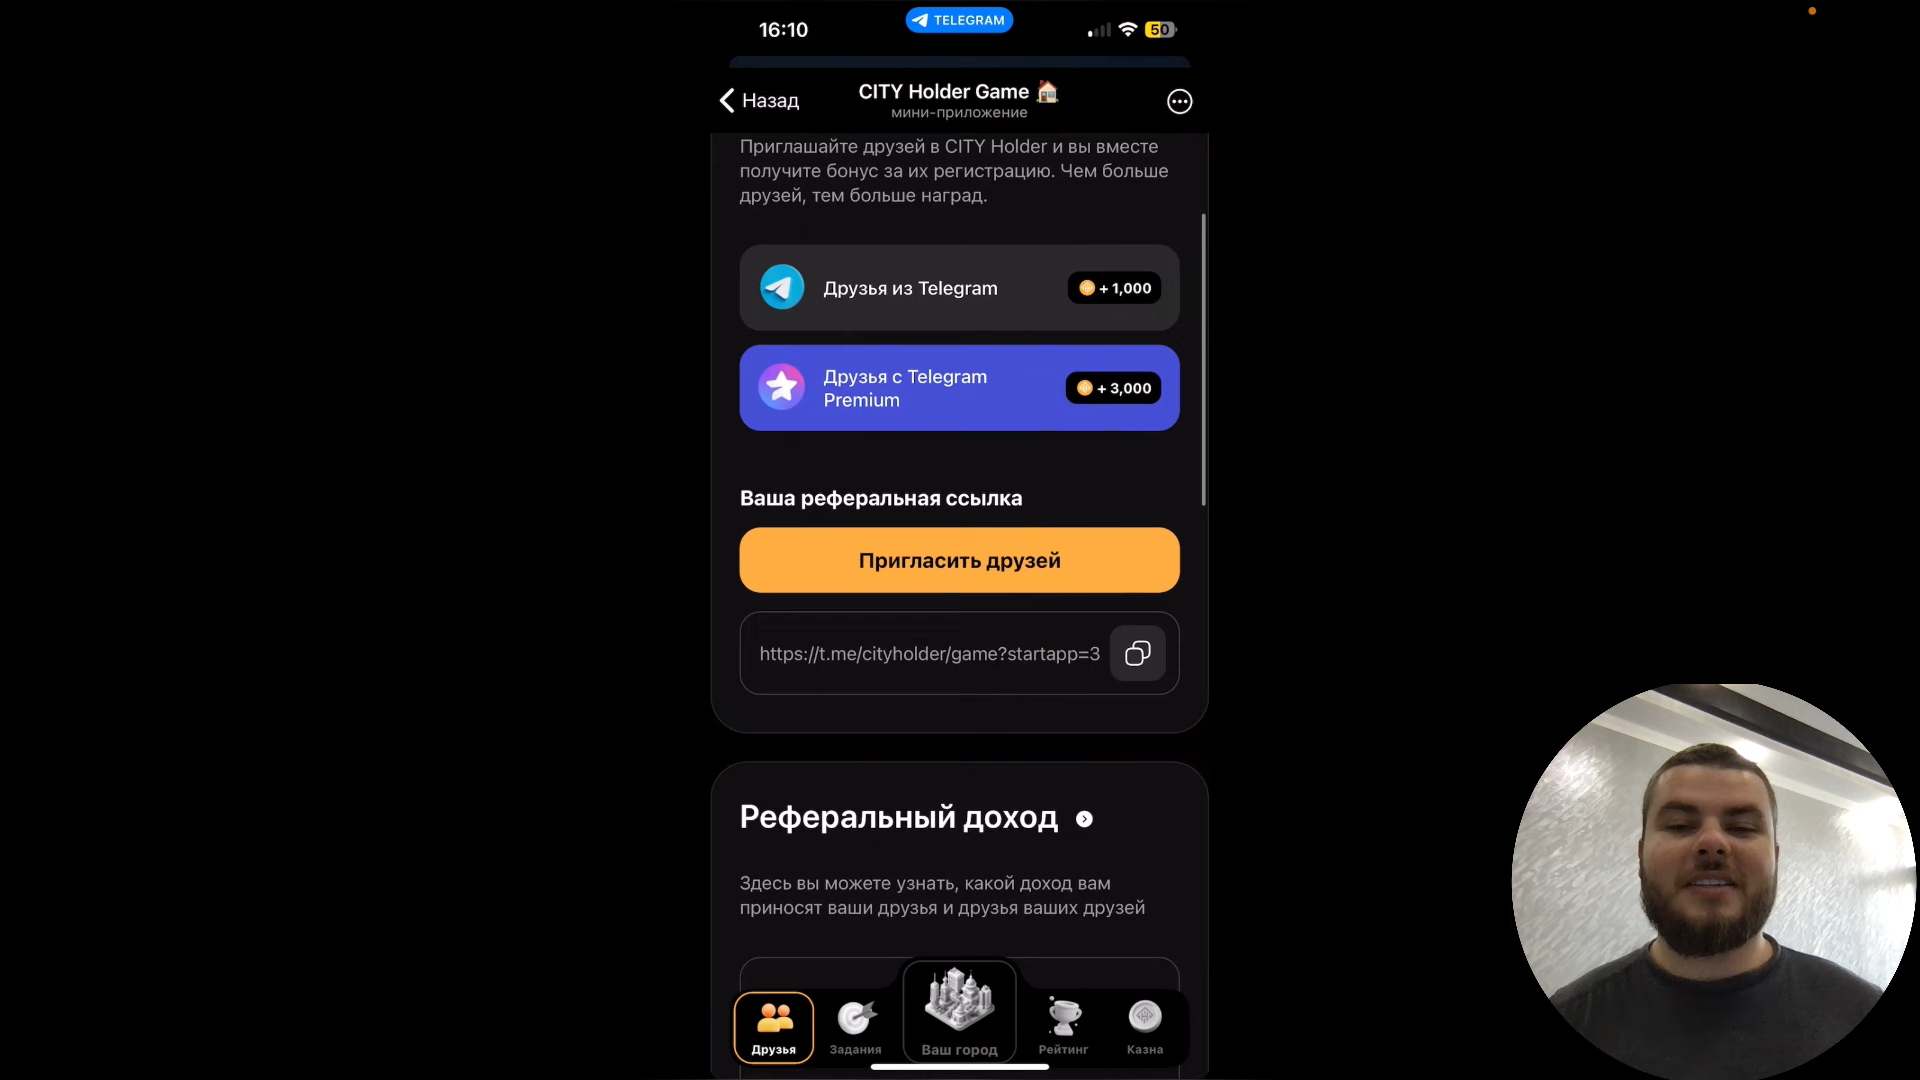 16:10
TELEGRAM
50
Назад
CITY Holder Game
мини-приложение
Приглашайте друзей в CITY Holder и вы вместе
получите бонус за их регистрацию. Чем больше
друзей, тем больше наград.
Друзья из Telegram
+ 1,000
Друзья с Telegram
Premium
+ 3,000
Ваша реферальная ссылка
Пригласить друзей
https://t.me/cityholder/game?startapp=3
Реферальный доход
Здесь вы можете узнать, какой доход вам
приносят ваши друзья и друзья ваших друзей
Друзья
Задания
Ваш город
Рейтинг
Казна